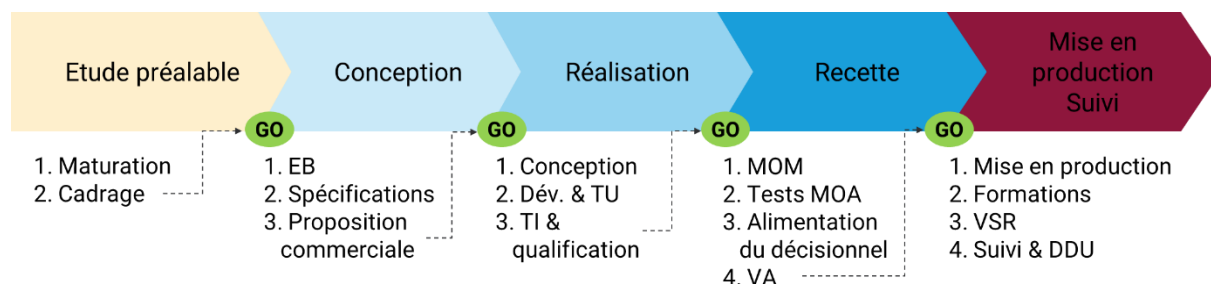 Etude préalable
Conception
Réalisation
Recette
Mise en
production
Suivi
GO
GO
GO
GO
1. Maturation
2. Cadrage
1. EB
2. Spécifications
3. Proposition
commerciale
1. Conception
2. Dév. & TU
3. TI &
qualification
1. MOM
2. Tests MOA
3. Alimentation
du décisionnel
4. VA
1. Mise en production
2. Formations
3. VSR
4. Suivi & DDU